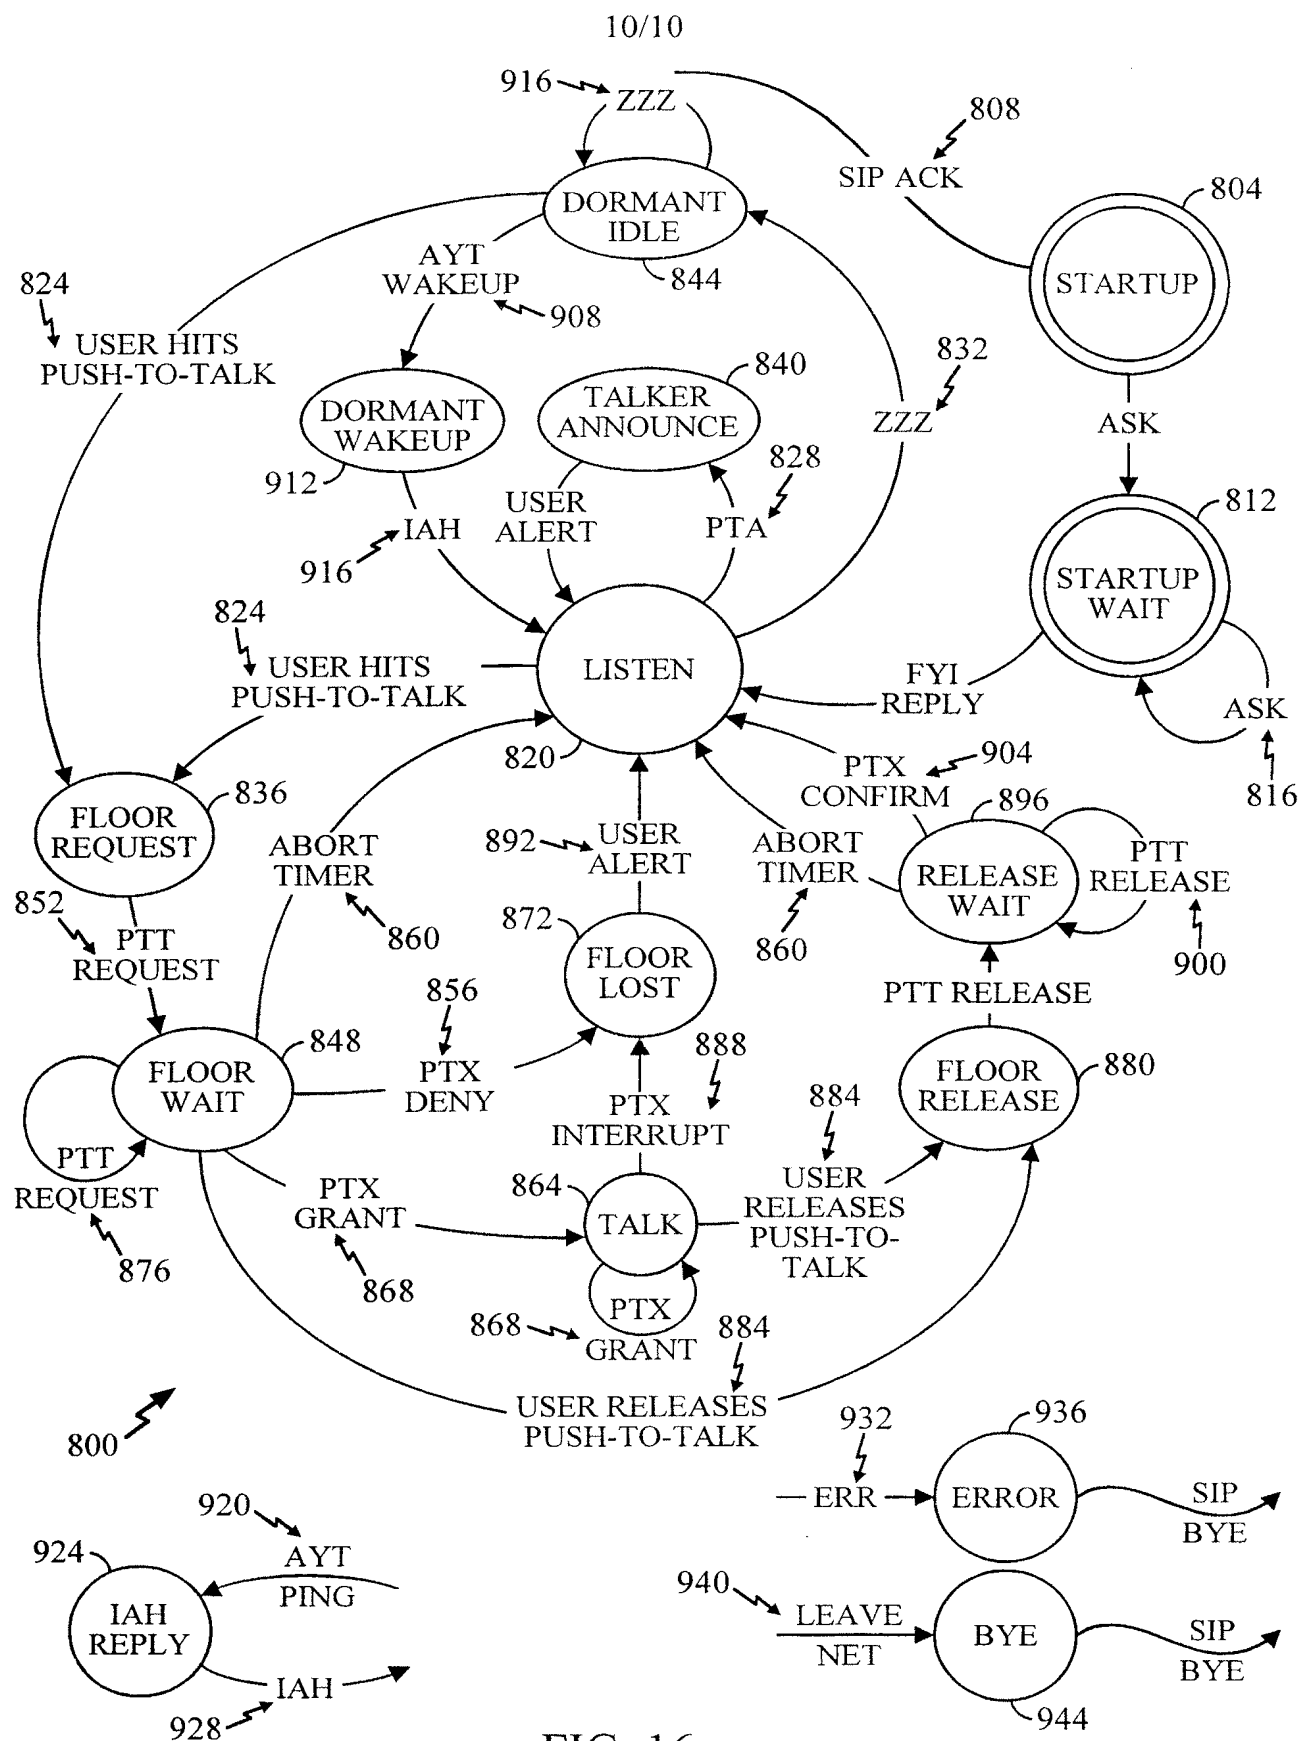 10/10
916
ZZZ
808
SIP ACK
804
STARTUP
DORMANT
IDLE
844
AYT
WAKEUP
908
824
USER HITS
PUSH-TO-TALK
832
ZZZ
840
TALKER
ANNOUNCE
DORMANT
WAKEUP
912
ASK
828
PTA
USER
ALERT
IAH
916
812
STARTUP
WAIT
824
USER HITS
PUSH-TO-TALK
LISTEN
820
FYI
REPLY
ASK
816
PTX
CONFIRM
904
836
FLOOR
REQUEST
ABORT
TIMER
860
892
USER
ALERT
ABORT
TIMER
860
896
RELEASE
WAIT
PTT
RELEASE
900
852
PTT
REQUEST
872
FLOOR
LOST
856
PTX
DENY
PTT RELEASE
848
FLOOR
WAIT
888
PTX
INTERRUPT
FLOOR
RELEASE
880
884
USER
RELEASES
PUSH-TO-
TALK
PTT
REQUEST
876
PTX
GRANT
868
864
TALK
PTX
GRANT
868
884
USER RELEASES
PUSH-TO-TALK
800
932
ERR
936
ERROR
SIP
BYE
920
AYT
PING
924
IAH
REPLY
IAH
928
940
LEAVE
NET
BYE
944
SIP
BYE
FIG. 16